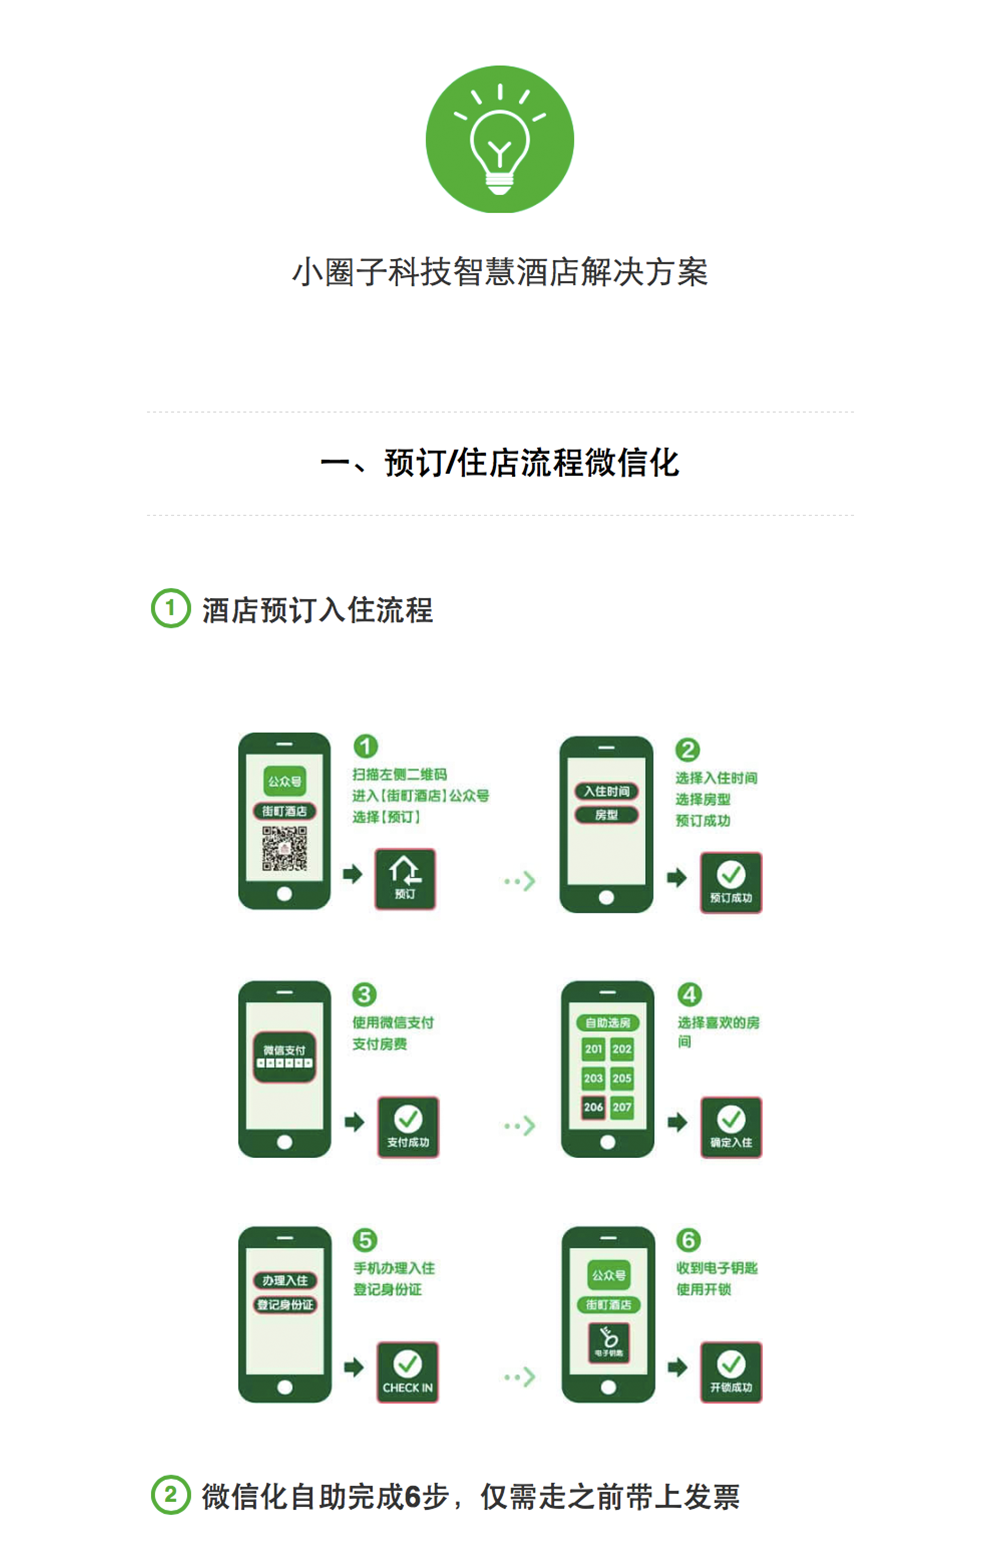 小圈子科技智慧酒店解决方案
一、预订/住店流程微信化
1 酒店预订入住流程
公众号
街町酒店
1
扫描左侧二维码
进入【街町酒店】公众号
选择【预订】
预订
入住时间
房型
2
选择入住时间
选择房型
预订成功
预订成功
微信支付
3
使用微信支付
支付房费
支付成功
自助选房
201 202
203 205
206 207
4
选择喜欢的房
间
确定入住
办理入住
登记身份证
5
手机办理入住
登记身份证
CHECK IN
公众号
街町酒店
电子钥匙
6
收到电子钥匙
使用开锁
开锁成功
2 微信化自助完成6步，仅需走之前带上发票